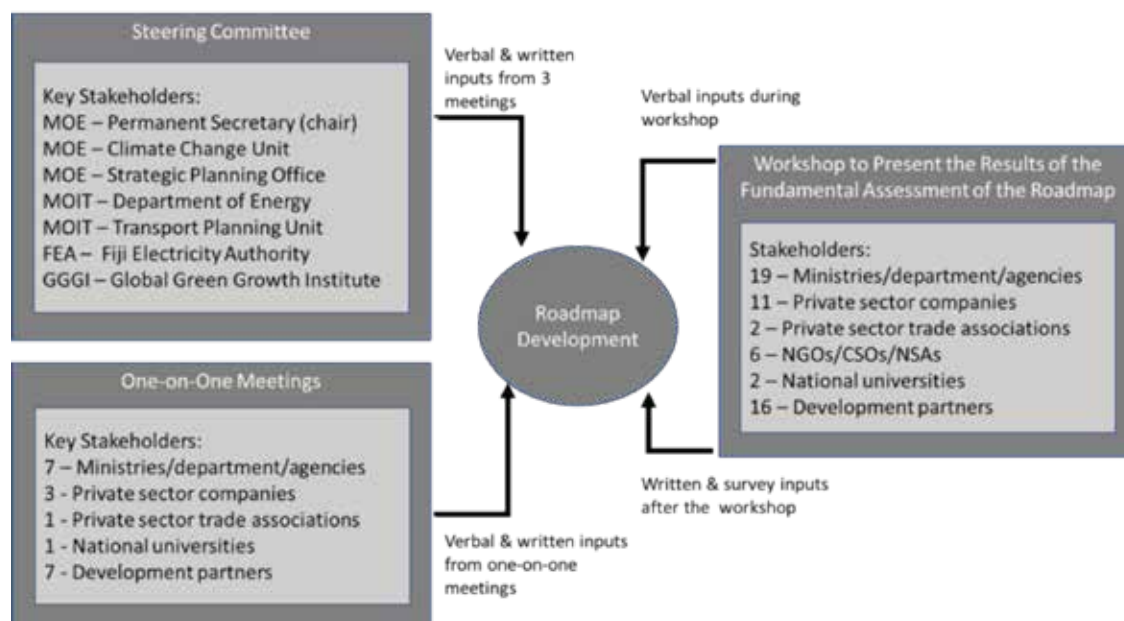 Steering Committee
Key Stakeholders:
MOE – Permanent Secretary (chair)
MOE – Climate Change Unit
MOE – Strategic Planning Office
MOIT – Department of Energy
MOIT – Transport Planning Unit
FEA –  Fiji Electricity Authority
GGGI – Global Green Growth Institute
Verbal & written
inputs from 3
meetings
One-on-One Meetings
Key Stakeholders:
7 – Ministries/department/agencies
3 - Private sector companies
1 - Private sector trade associations
1 - National universities
7 - Development partners
Verbal & written inputs
from one-on-one
meetings
Roadmap
Development
Verbal inputs during
workshop
Workshop to Present the Results of the
Fundamental Assessment of the Roadmap
Stakeholders:
19 – Ministries/department/agencies
11 – Private sector companies
2 – Private sector trade associations
6 – NGOs/CSOs/NSAs
2 – National universities
16 – Development partners
Written & survey inputs
after the  workshop